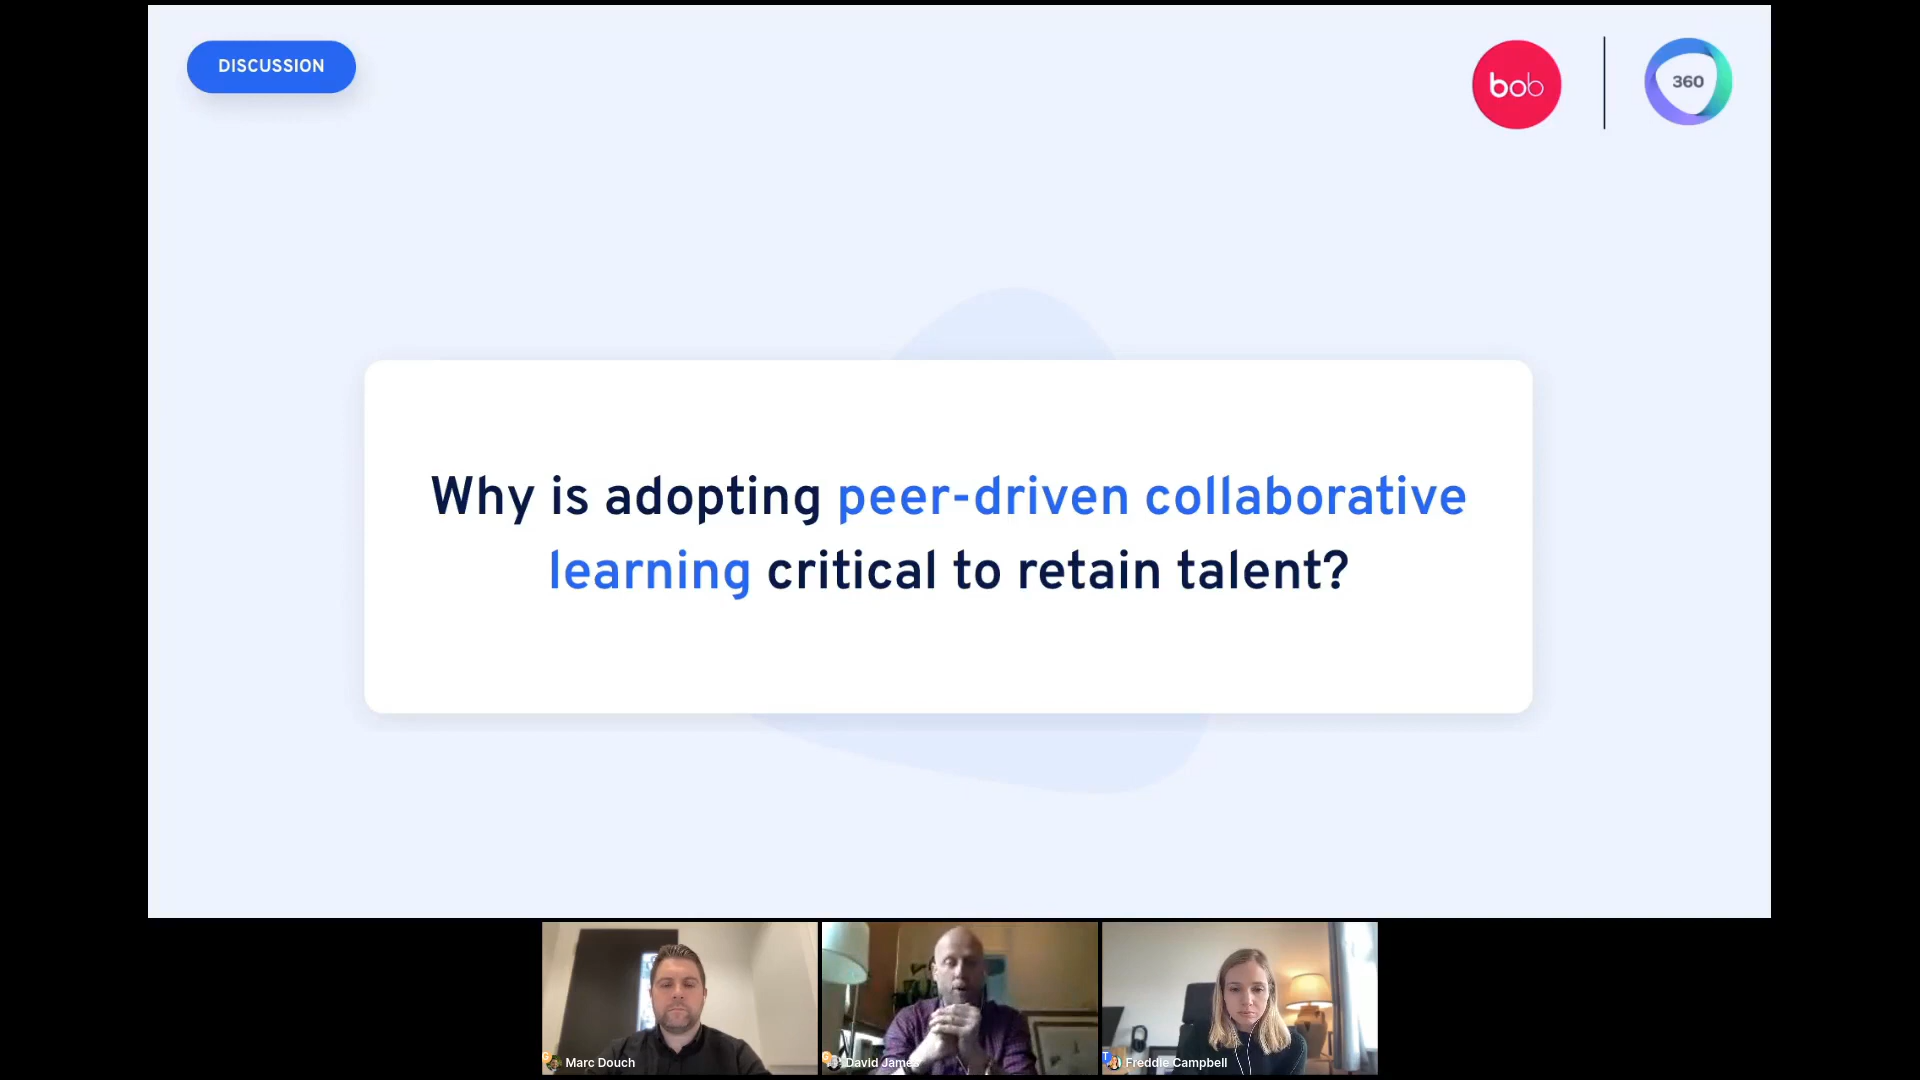 DISCUSSION
bob
360
Why is adopting peer-driven collaborative
learning critical to retain talent?
Marc Douch
David James
Freddie Campbell